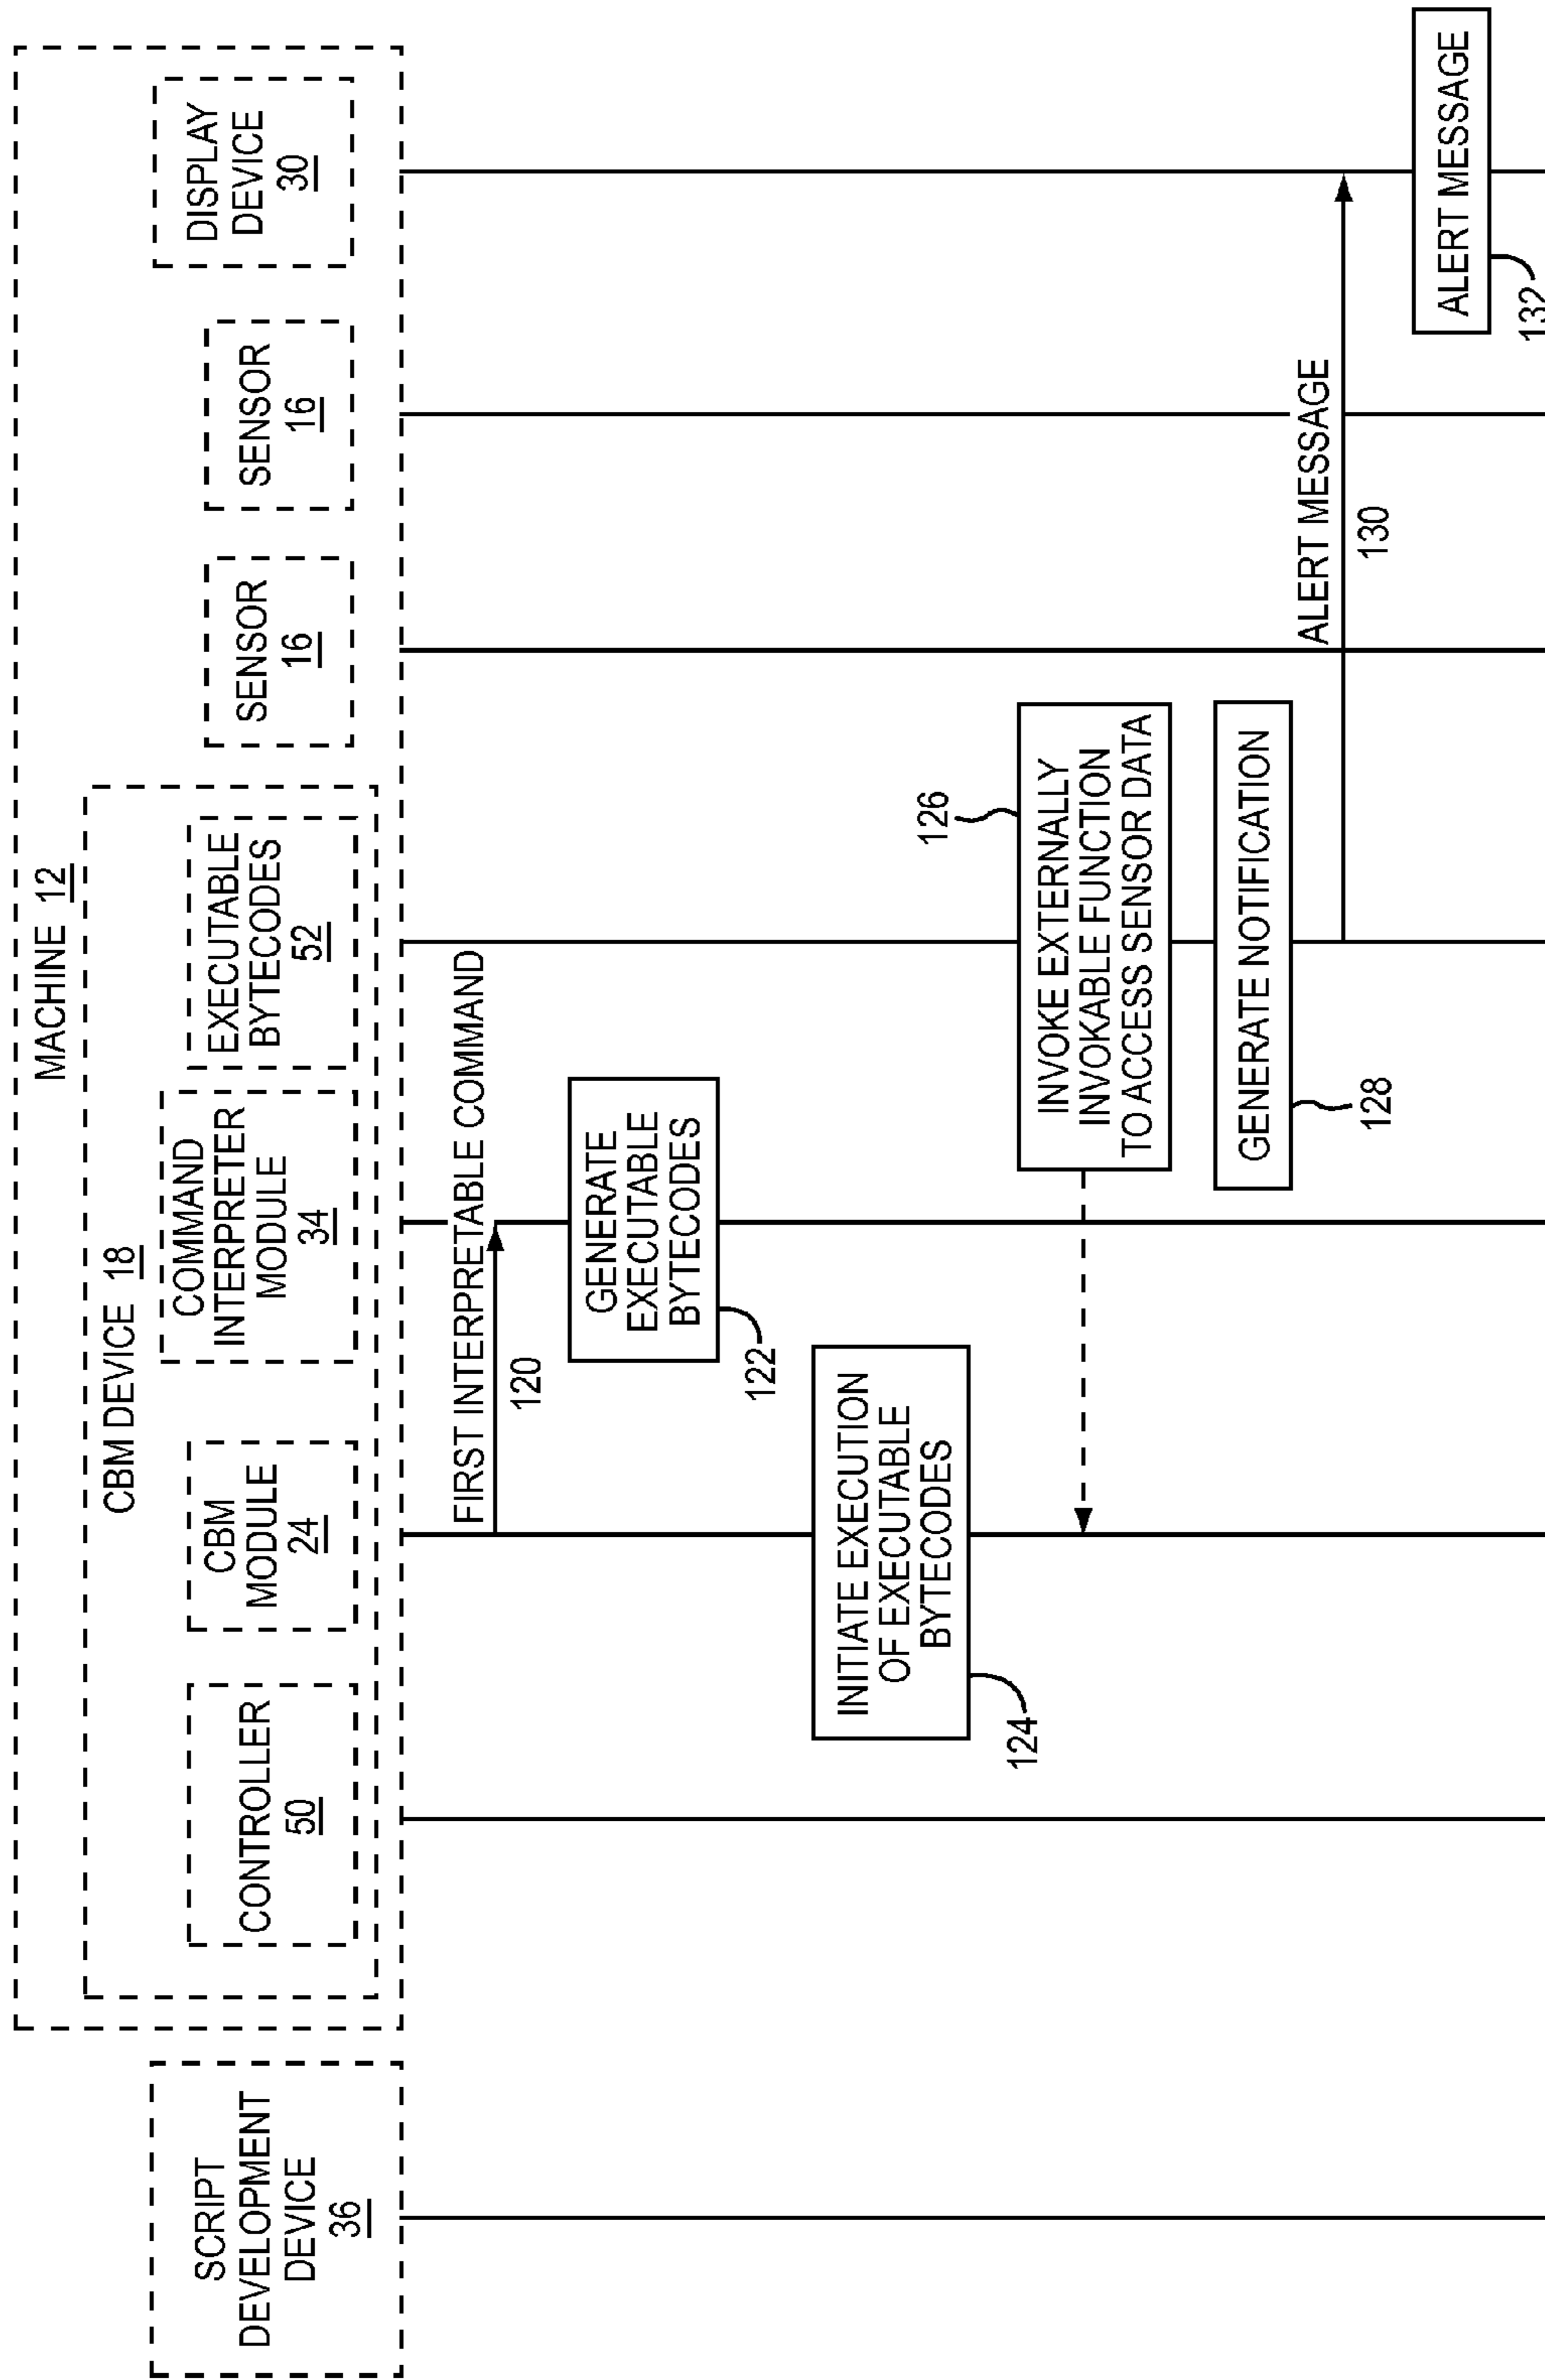 MACHINE 12
CBM DEVICE 18
SCRIPT
DEVELOPMENT
DEVICE
36
CONTROLLER
50
CBM
MODULE
24
COMMAND
INTERPRETER
MODULE
34
EXECUTABLE
BYTECODES
52
SENSOR
16
SENSOR
16
DISPLAY
DEVICE
30
FIRST INTERPRETABLE COMMAND
120
GENERATE
EXECUTABLE
BYTECODES
122
INITIATE EXECUTION
OF EXECUTABLE
BYTECODES
124
126
INVOKE EXTERNALLY
INVOKABLE FUNCTION
TO ACCESS SENSOR DATA
GENERATE NOTIFICATION
128
ALERT MESSAGE
130
ALERT MESSAGE
132